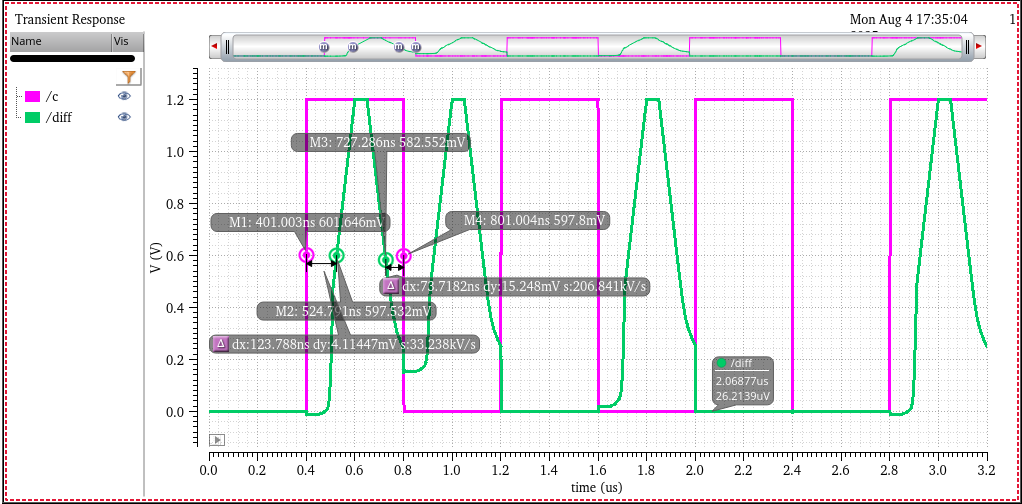 Transient Response
Mon Aug 4 17:35:04
1
Name
Vis
/c
/diff
V (V)
1.2
1.0
0.8
0.6
0.4
0.2
0.0
m m m m
M3: 727.286ns 582.552mV
M1: 401.003ns 601.646mV
M4: 801.004ns 597.8mV
Δ dx:73.7182ns dy:15.248mV s:206.841kV/s
M2: 524.791ns 597.532mV
Δ dx:123.788ns dy:4.11447mV s:33.238kV/s
/diff
2.06877us
26.2139uV
0.0 0.2 0.4 0.6 0.8 1.0 1.2 1.4 1.6 1.8 2.0 2.2 2.4 2.6 2.8 3.0 3.2
time (us)